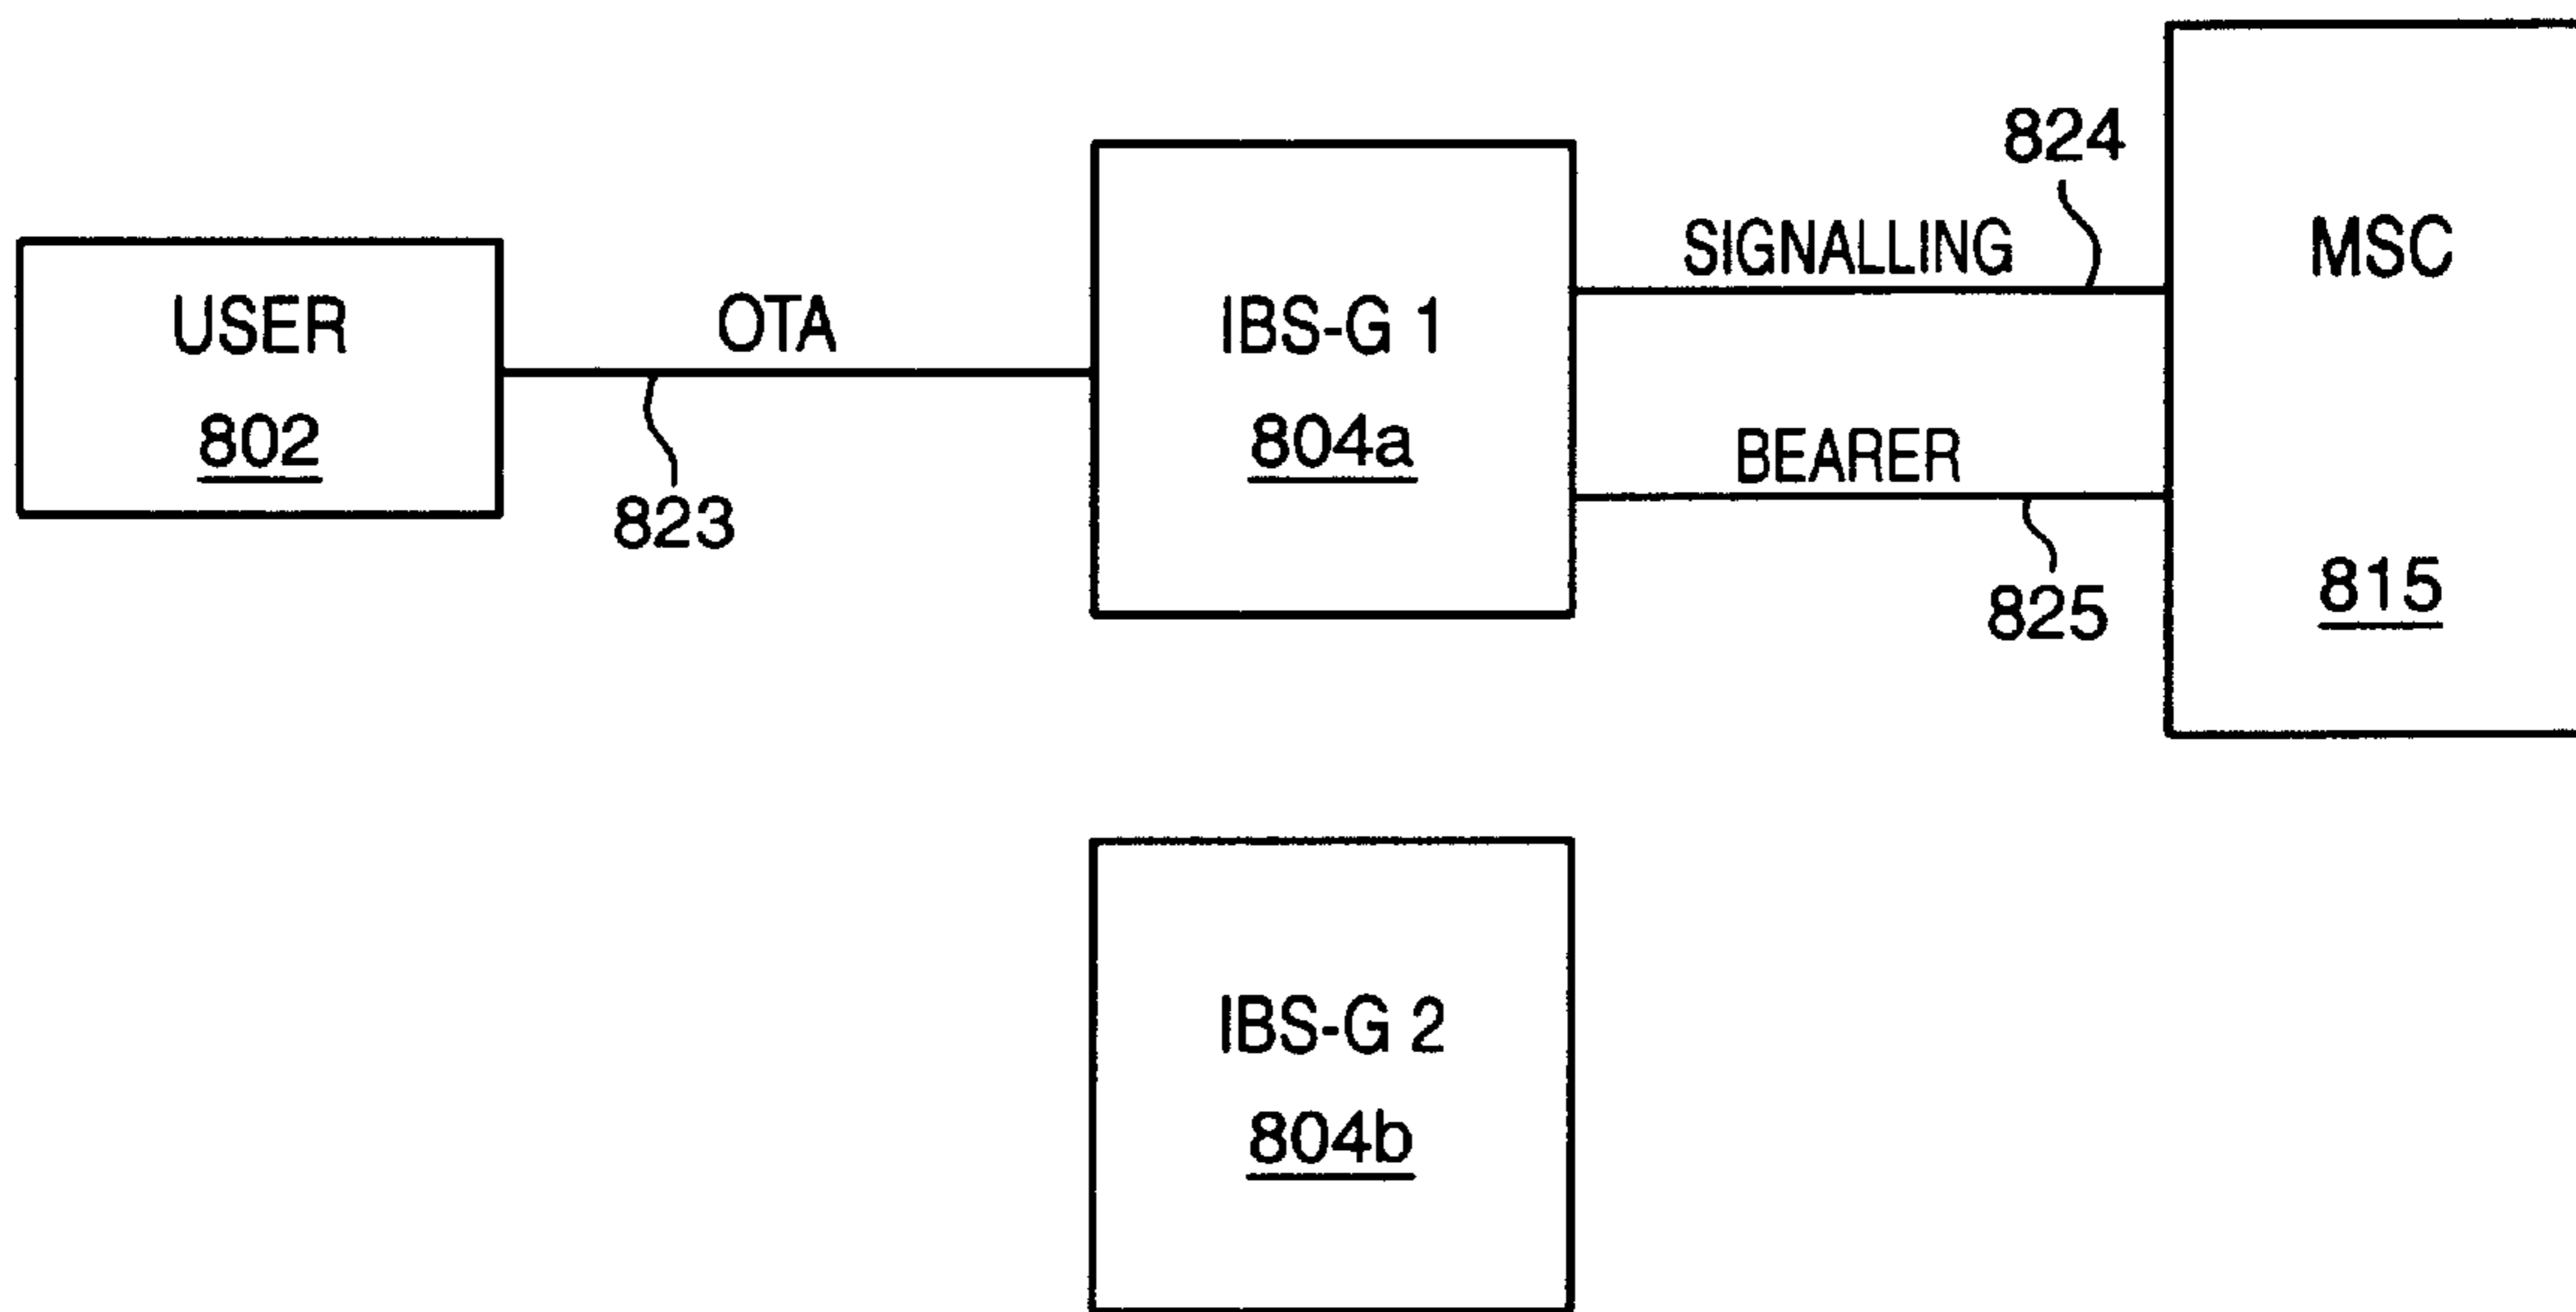 USER
802
OTA
823
IBS-G 1
804a
SIGNALLING
824
BEARER
825
MSC
815
IBS-G 2
804b